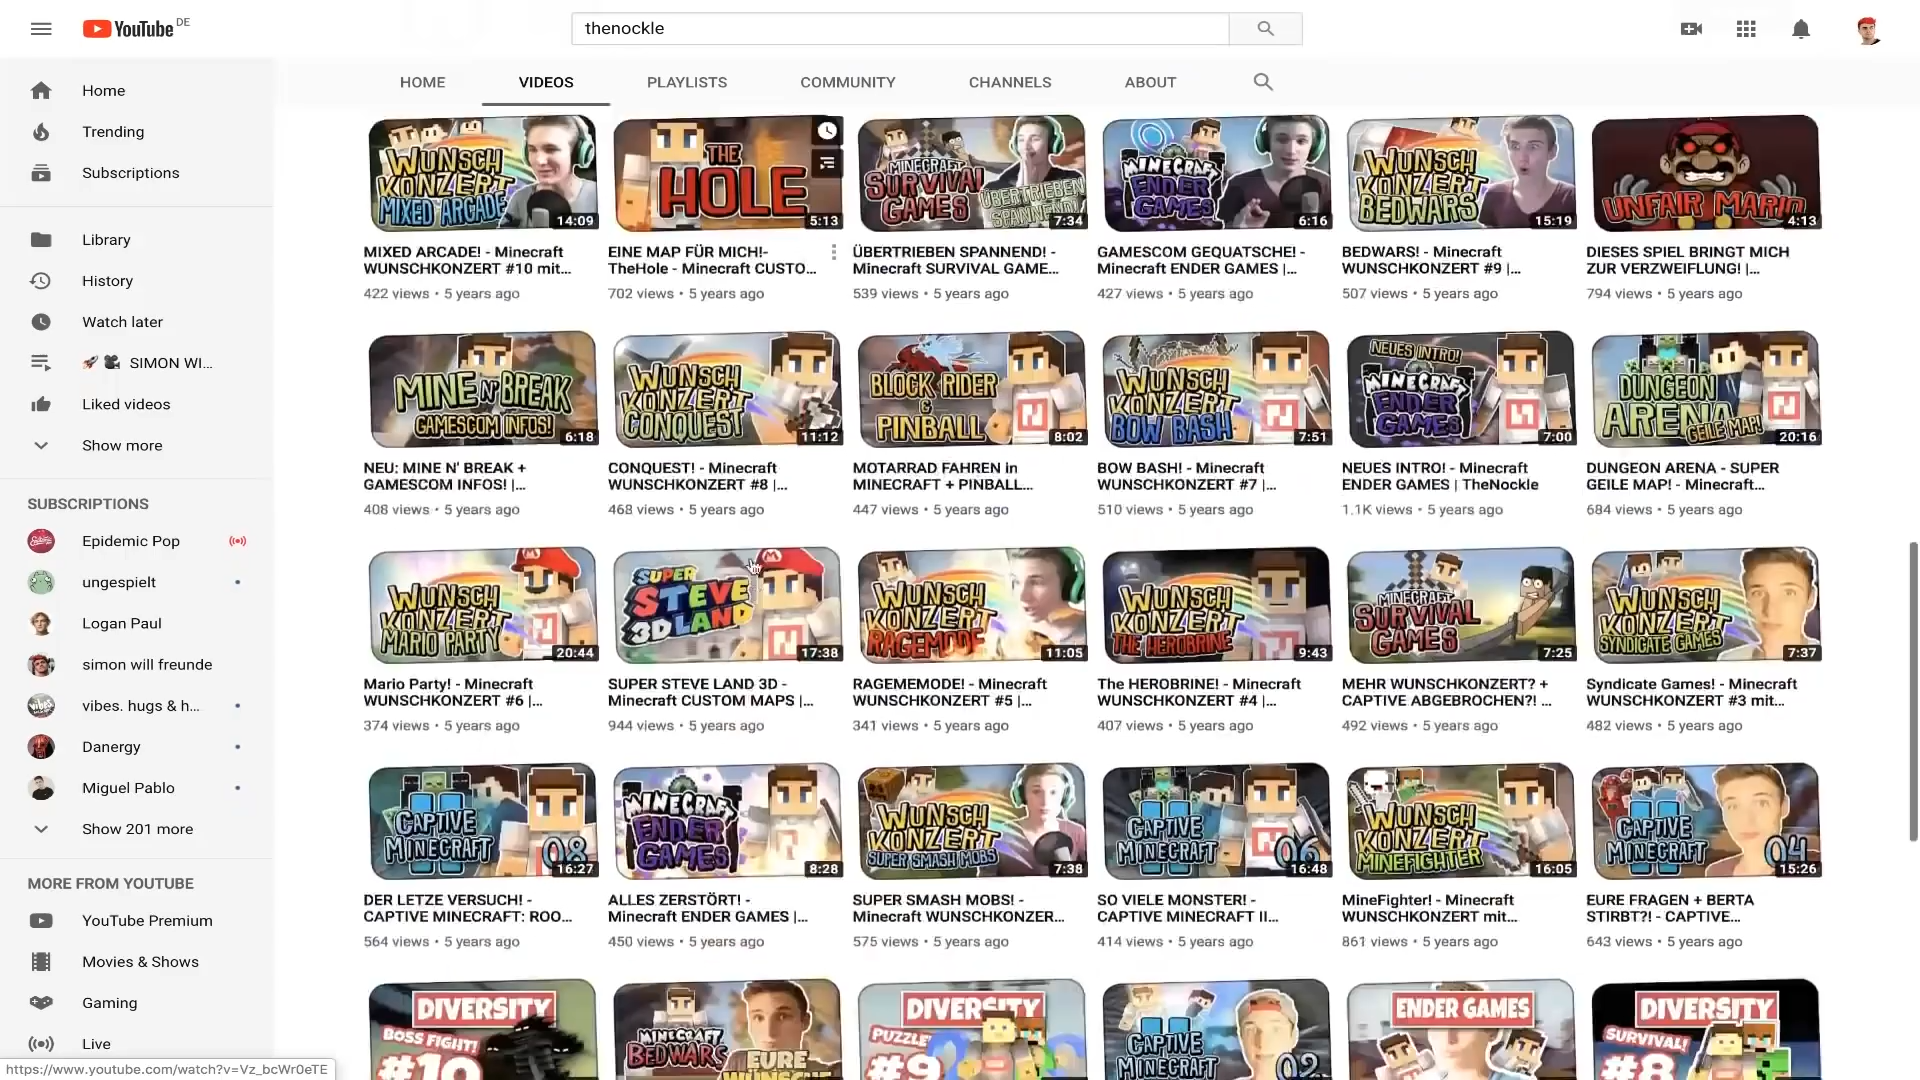 YouTube DE
thenockle
Home
Trending
Subscriptions
Library
History
Watch later
SIMON WI...
Liked videos
Show more
SUBSCRIPTIONS
Epidemic Pop
ungespielt
Logan Paul
simon will freunde
vibes. hugs & h...
Danergy
Miguel Pablo
Show 201 more
MORE FROM YOUTUBE
YouTube Premium
Movies & Shows
Gaming
Live
https://www.youtube.com/watch?v=Vz_bcWr0eTE
HOME VIDEOS PLAYLISTS COMMUNITY CHANNELS ABOUT
WUNSCH
KONZERT
MIXED ARCADE
14:09
MIXED ARCADE! - Minecraft
WUNSCHKONZERT #10 mit...
422 views • 5 years ago
THE
HOLE
5:13
EINE MAP FÜR MICH!-
TheHole - Minecraft CUSTO...
702 views • 5 years ago
MINECRAFT
SURVIVAL
GAMES
ÜBERTRIEBEN
SPANNEND!
7:34
ÜBERTRIEBEN SPANNEND! -
Minecraft SURVIVAL GAME...
539 views • 5 years ago
MINECRAFT
ENDER
GAMES
6:16
GAMESCOM GEQUATSCHE! -
Minecraft ENDER GAMES |...
427 views • 5 years ago
WUNSCH
KONZERT
BEDWARS
15:19
BEDWARS! - Minecraft
WUNSCHKONZERT #9 |...
507 views • 5 years ago
UNFAIR MARIO
4:13
DIESES SPIEL BRINGT MICH
ZUR VERZWEIFLUNG! |...
794 views • 5 years ago
MINE N' BREAK
GAMESCOM INFOS!
6:18
NEU: MINE N' BREAK +
GAMESCOM INFOS! |...
408 views • 5 years ago
WUNSCH
KONZERT
CONQUEST
11:12
CONQUEST! - Minecraft
WUNSCHKONZERT #8 |...
468 views • 5 years ago
BLOCK RIDER
&
PINBALL
8:02
MOTARRAD FAHREN in
MINECRAFT + PINBALL...
447 views • 5 years ago
WUNSCH
KONZERT
BOW BASH
7:51
BOW BASH! - Minecraft
WUNSCHKONZERT #7 |...
510 views • 5 years ago
NEUES INTRO!
MINECRAFT
ENDER
GAMES
7:00
NEUES INTRO! - Minecraft
ENDER GAMES | TheNockle
1.1K views • 5 years ago
DUNGEON
ARENA
GEILE MAP!
20:16
DUNGEON ARENA - SUPER
GEILE MAP! - Minecraft...
684 views • 5 years ago
WUNSCH
KONZERT
MARIO PARTY
20:44
Mario Party! - Minecraft
WUNSCHKONZERT #6 |...
374 views • 5 years ago
SUPER
STEVE
3D LAND
17:38
SUPER STEVE LAND 3D -
Minecraft CUSTOM MAPS |...
944 views • 5 years ago
WUNSCH
KONZERT
RAGEMODE
11:05
RAGEMEMODE! - Minecraft
WUNSCHKONZERT #5 |...
341 views • 5 years ago
WUNSCH
KONZERT
THE HEROBRINE
9:43
The HEROBRINE! - Minecraft
WUNSCHKONZERT #4 |...
407 views • 5 years ago
MINECRAFT
SURVIVAL
GAMES
7:25
MEHR WUNSCHKONZERT? +
CAPTIVE ABGEBROCHEN?! ...
492 views • 5 years ago
WUNSCH
KONZERT
SYNDICATE GAMES
7:37
Syndicate Games! - Minecraft
WUNSCHKONZERT #3 mit...
482 views • 5 years ago
CAPTIVE
MINECRAFT
08
16:27
DER LETZE VERSUCH! -
CAPTIVE MINECRAFT: ROO...
564 views • 5 years ago
MINECRAFT
ENDER
GAMES
8:28
ALLES ZERSTÖRT! -
Minecraft ENDER GAMES |...
450 views • 5 years ago
WUNSCH
KONZERT
SUPER SMASH MOBS
7:38
SUPER SMASH MOBS! -
Minecraft WUNSCHKONZER...
575 views • 5 years ago
CAPTIVE
MINECRAFT
06
16:48
SO VIELE MONSTER! -
CAPTIVE MINECRAFT II...
414 views • 5 years ago
WUNSCH
KONZERT
MINEFIGHTER
16:05
MineFighter! - Minecraft
WUNSCHKONZERT mit...
861 views • 5 years ago
CAPTIVE
MINECRAFT
04
15:26
EURE FRAGEN + BERTA
STIRBT?! - CAPTIVE...
643 views • 5 years ago
DIVERSITY
BOSS FIGHT!
#10
MINECRAFT
BEDWARS
EURE
WÜNSCHE
DIVERSITY
PUZZLE
#9
CAPTIVE
MINECRAFT
02
ENDER GAMES
DIVERSITY
SURVIVAL!
#8